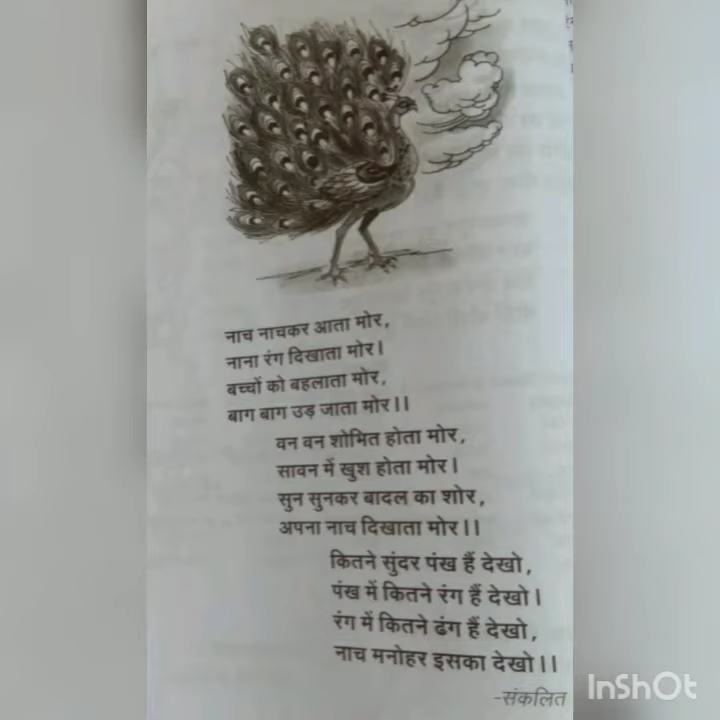 नाच नाचकर आता मोर,
नाना रंग दिखाता मोर।
बच्चों को बहलाता मोर,
बाग बाग उड़ जाता मोर।।
वन वन शोभित होता मोर,
सावन में खुश होता मोर।
सुन सुनकर बादल का शोर,
अपना नाच दिखाता मोर।।
कितने सुंदर पंख हैं देखो,
पंख में कितने रंग हैं देखो।
रंग में कितने ढंग हैं देखो,
नाच मनोहर इसका देखो।।
-संकलित
InShOt